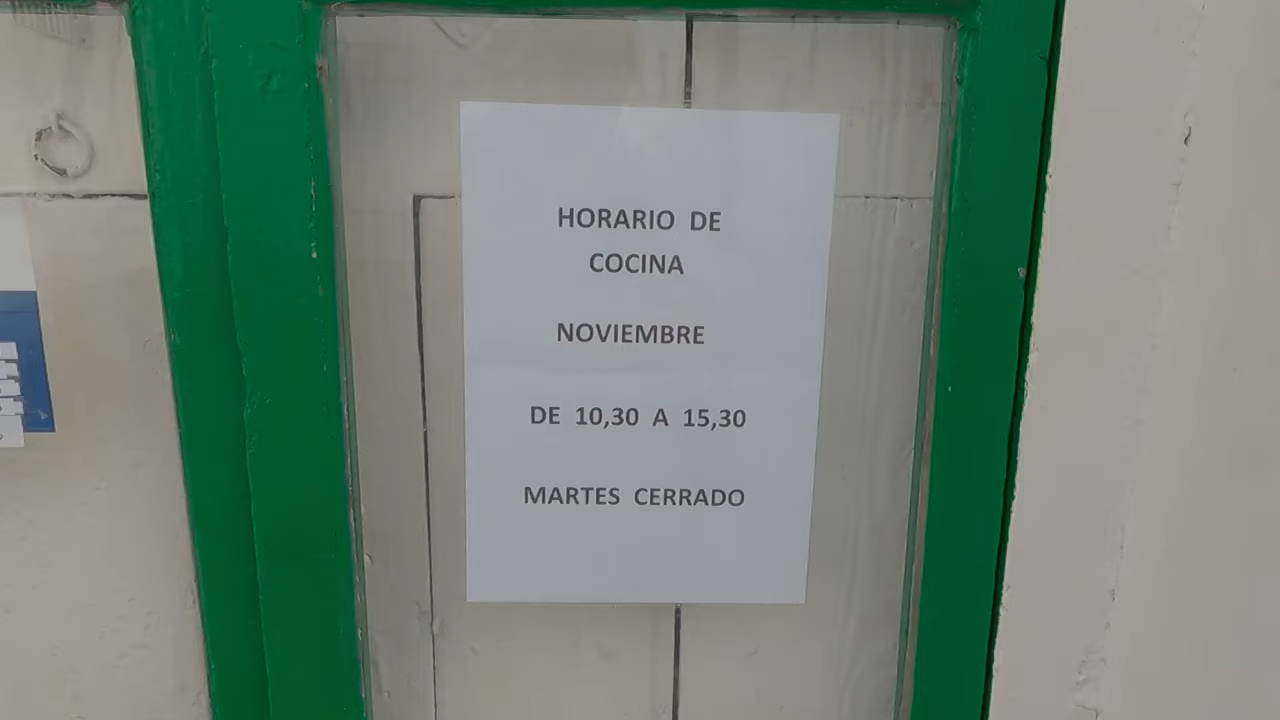 HORARIO DE
COCINA
NOVIEMBRE
DE 10,30 A 15,30
MARTES CERRADO